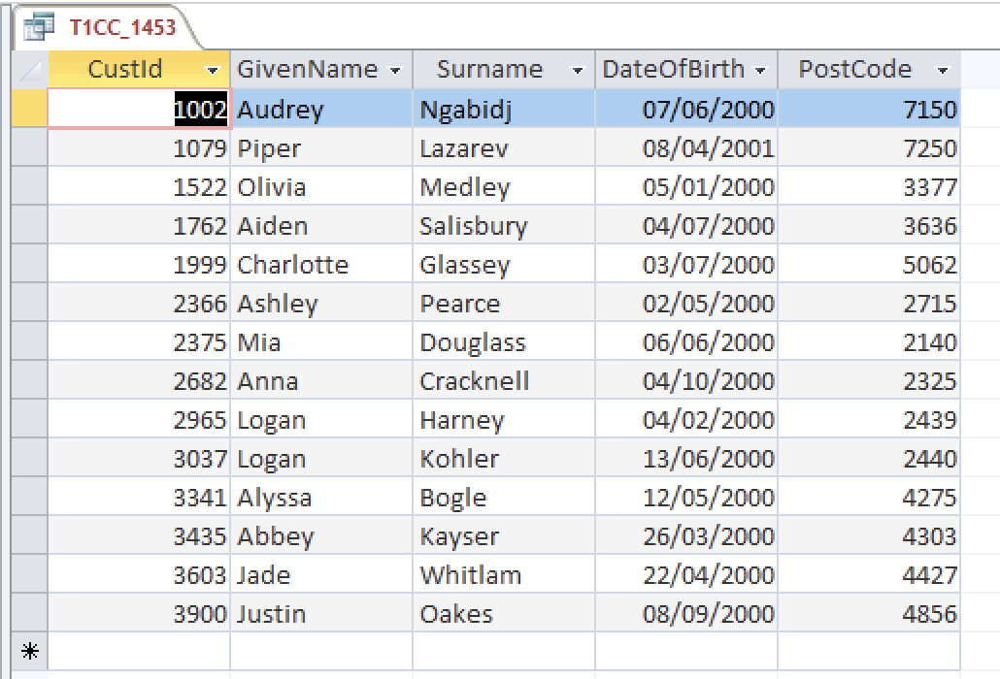 T1CC_1453
CustId GivenName Surname DateOfBirth PostCode
1002 Audrey Ngabidj 07/06/2000 7150
1079 Piper Lazarev 08/04/2001 7250
1522 Olivia Medley 05/01/2000 3377
1762 Aiden Salisbury 04/07/2000 3636
1999 Charlotte Glassey 03/07/2000 5062
2366 Ashley Pearce 02/05/2000 2715
2375 Mia Douglass 06/06/2000 2140
2682 Anna Cracknell 04/10/2000 2325
2965 Logan Harney 04/02/2000 2439
3037 Logan Kohler 13/06/2000 2440
3341 Alyssa Bogle 12/05/2000 4275
3435 Abbey Kayser 26/03/2000 4303
3603 Jade Whitlam 22/04/2000 4427
3900 Justin Oakes 08/09/2000 4856